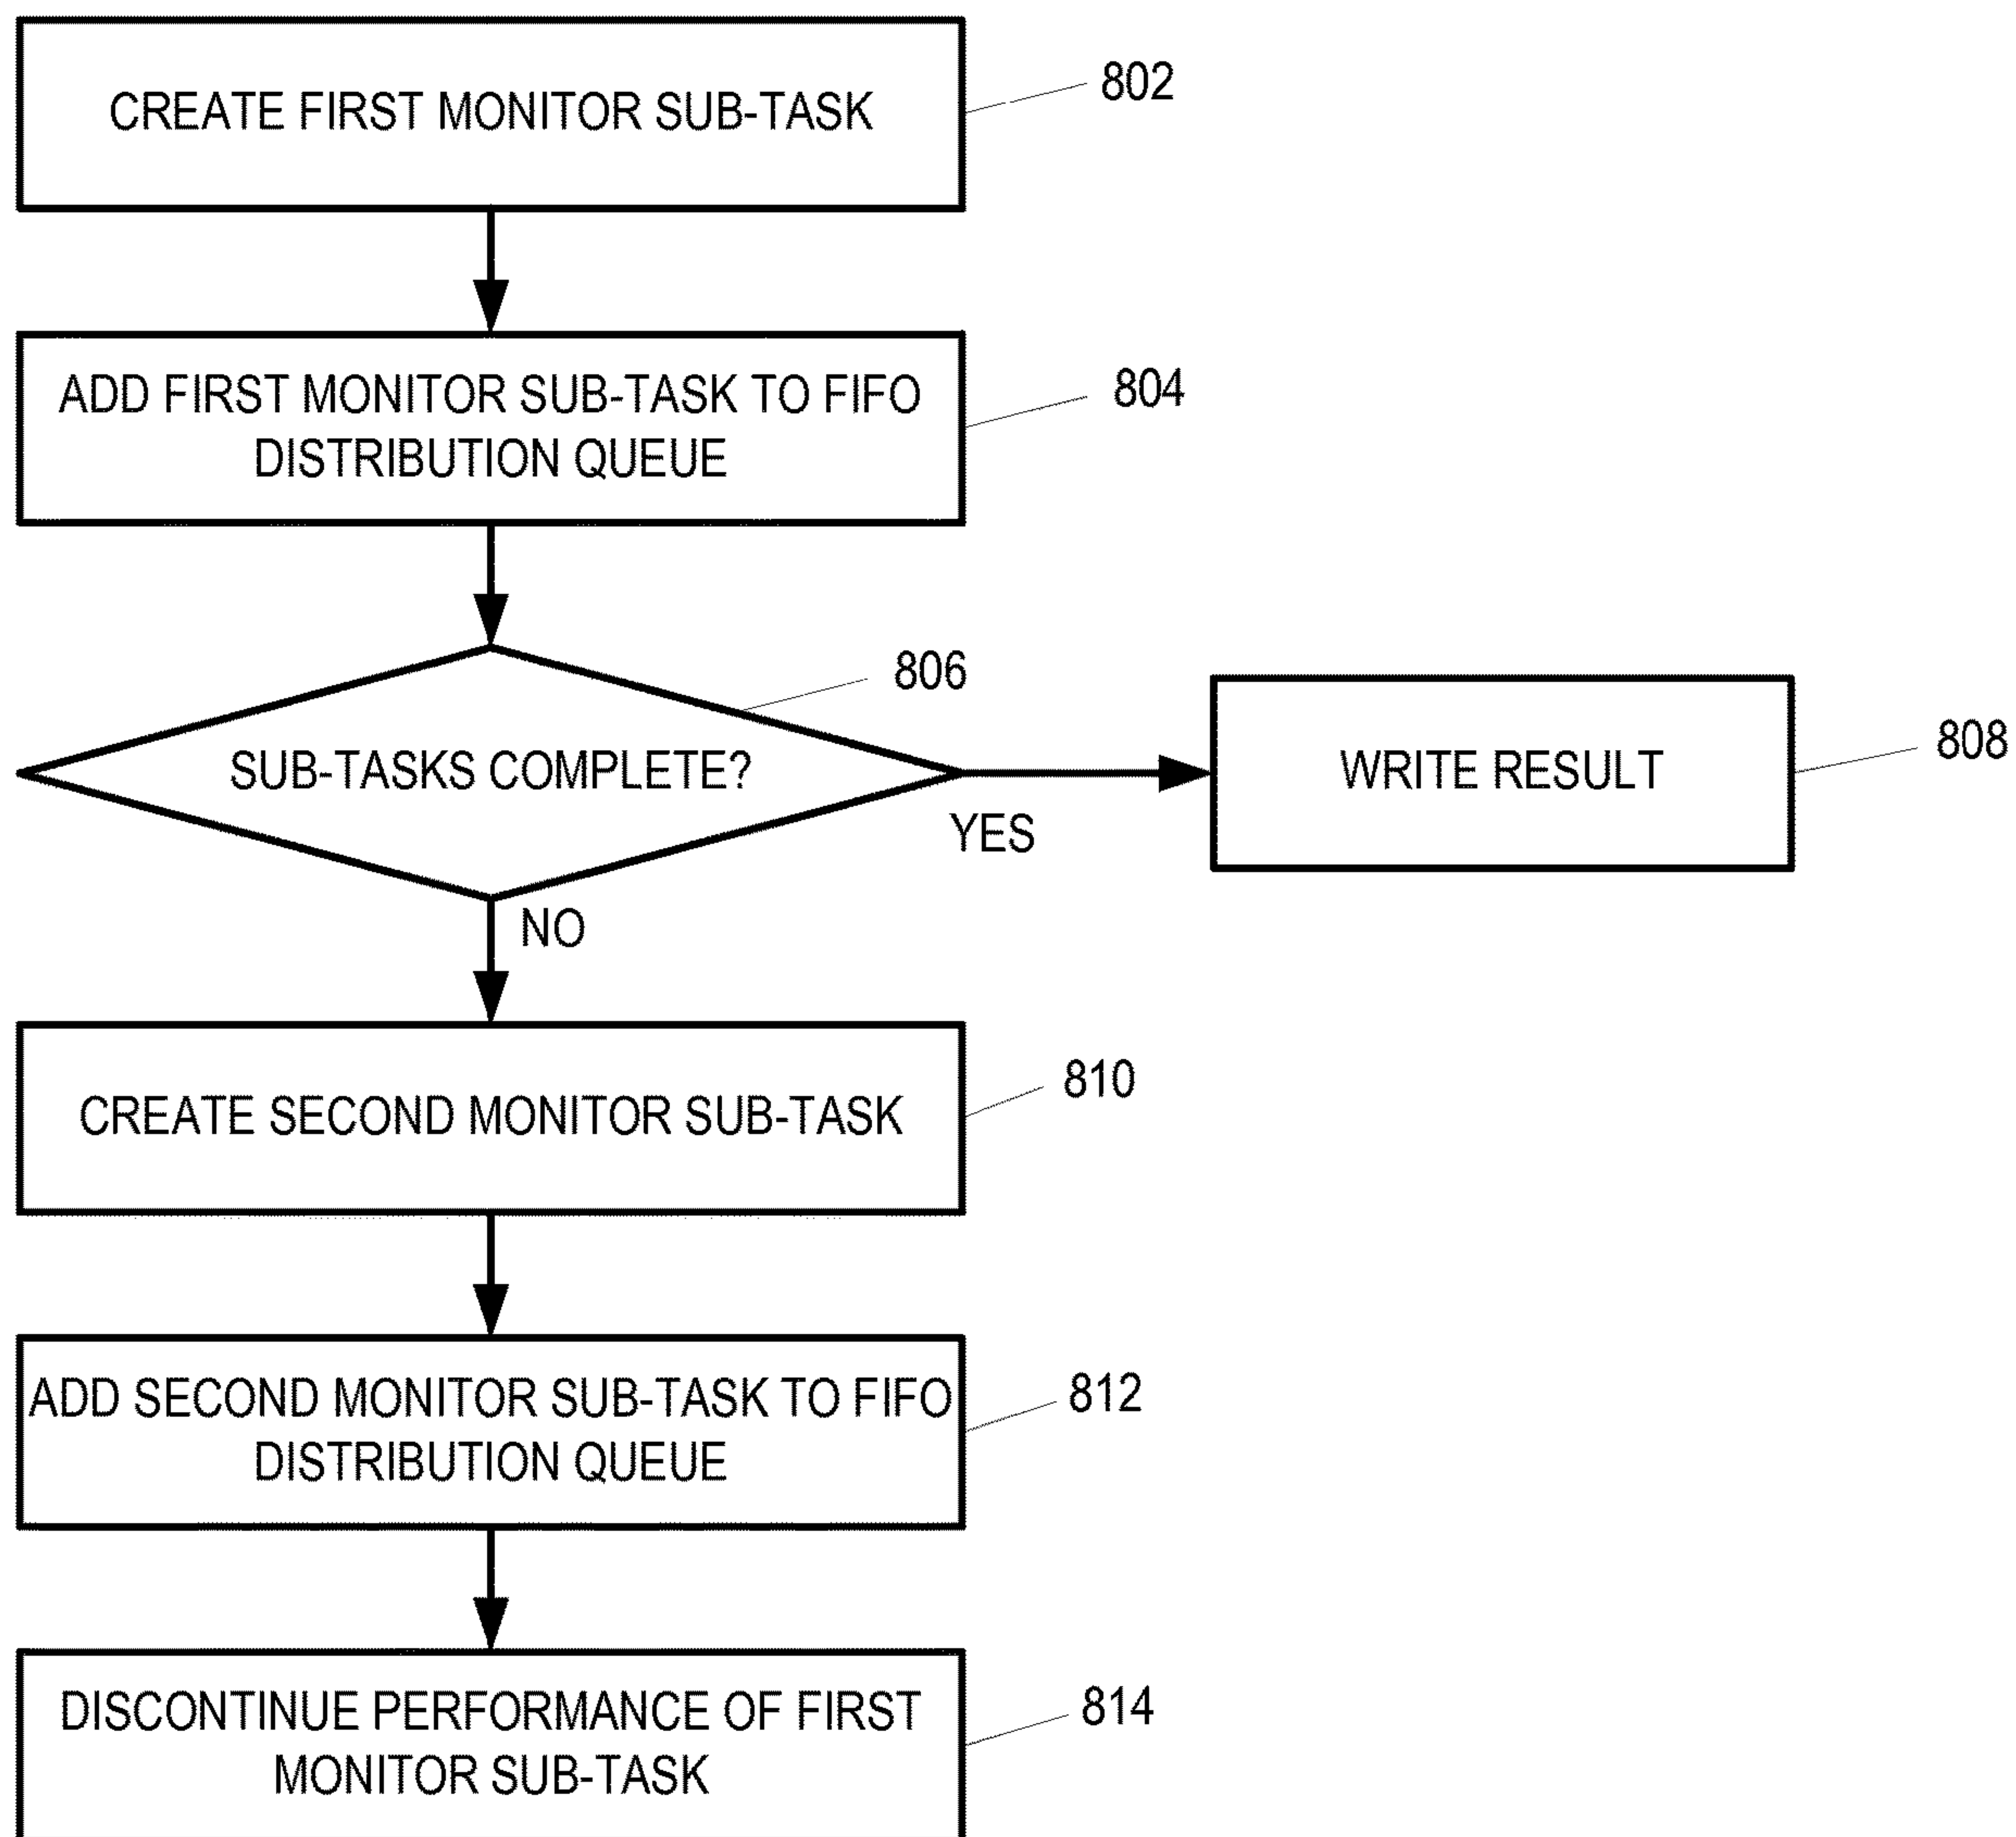 CREATE FIRST MONITOR SUB-TASK
802
ADD FIRST MONITOR SUB-TASK TO FIFO
DISTRIBUTION QUEUE
804
SUB-TASKS COMPLETE?
806
YES
WRITE RESULT
808
NO
CREATE SECOND MONITOR SUB-TASK
810
ADD SECOND MONITOR SUB-TASK TO FIFO
DISTRIBUTION QUEUE
812
DISCONTINUE PERFORMANCE OF FIRST
MONITOR SUB-TASK
814